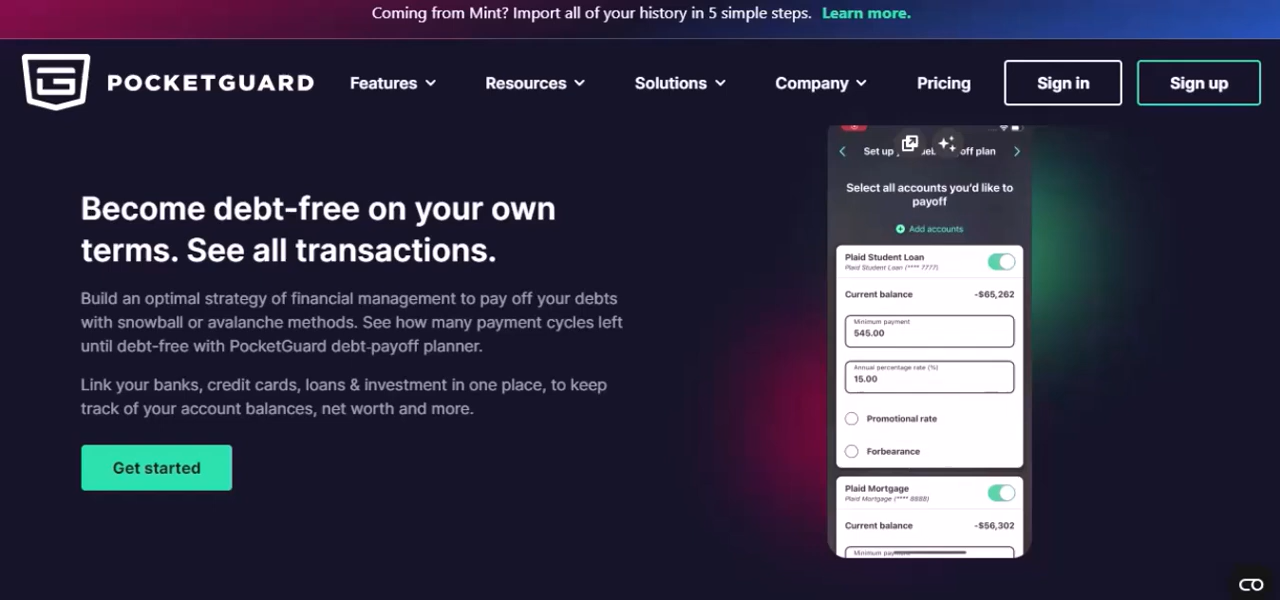 Coming from Mint? Import all of your history in 5 simple steps. Learn more.
POCKETGUARD Features Resources Solutions Company Pricing Sign in Sign up
Become debt-free on your own
terms. See all transactions.
Build an optimal strategy of financial management to pay off your debts
with snowball or avalanche methods. See how many payment cycles left
until debt-free with PocketGuard debt-payoff planner.
Link your banks, credit cards, loans & investment in one place, to keep
track of your account balances, net worth and more.
Get started
Set up off plan
Select all accounts you'd like to
payoff
Add accounts
Plaid Student Loan
Plaid Student Loan (**** 7777)
Current balance -$65,262
Minimum payment
545.00
Annual percentage rate (%)
15.00
Promotional rate
Forbearance
Plaid Mortgage
Plaid Mortgage (**** 8888)
Current balance -$56,302
Minimum